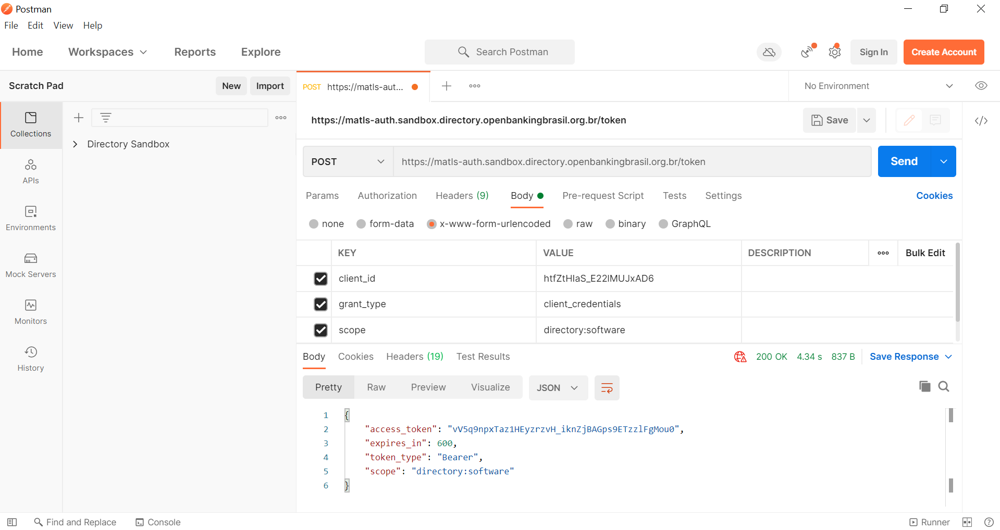 Postman
File Edit View Help
Home Workspaces Reports Explore Search Postman Sign In Create Account
Scratch Pad New Import POST https://matls-aut... No Environment
https://matls-auth.sandbox.directory.openbankingbrasil.org.br/token Save
Collections
Directory Sandbox
POST https://matls-auth.sandbox.directory.openbankingbrasil.org.br/token Send
APIs
Params Authorization Headers (9) Body Pre-request Script Tests Settings Cookies
Environments
none form-data x-www-form-urlencoded raw binary GraphQL
KEY VALUE DESCRIPTION Bulk Edit
Mock Servers
client_id htfZtHIaS_E22IMUJxAD6
grant_type client_credentials
Monitors
scope directory:software
Body Cookies Headers (19) Test Results 200 OK 4.34 s 837 B Save Response
History
Pretty Raw Preview Visualize JSON
1 {
2 "access_token": "vV5q9npxTaz1HEyzrzvH_iknZjBAGps9ETzzlFgMou0",
3 "expires_in": 600,
4 "token_type": "Bearer",
5 "scope": "directory:software"
6 }
Find and Replace Console Runner